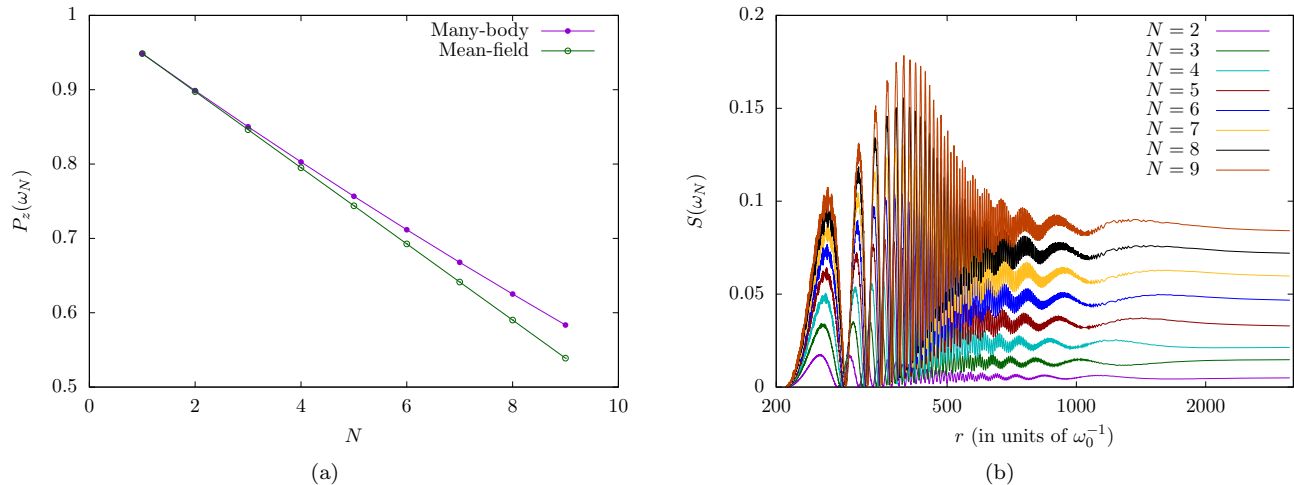 1
0.9
0.8
0.7
0.6
0.5
P_z(ω_N)
0 2 4 6 8 10
N
Many-body
Mean-field
(a)
0.2
0.15
0.1
0.05
0
S(ω_N)
200 500 1000 2000
r (in units of ω_0^{-1})
N = 2
N = 3
N = 4
N = 5
N = 6
N = 7
N = 8
N = 9
(b)